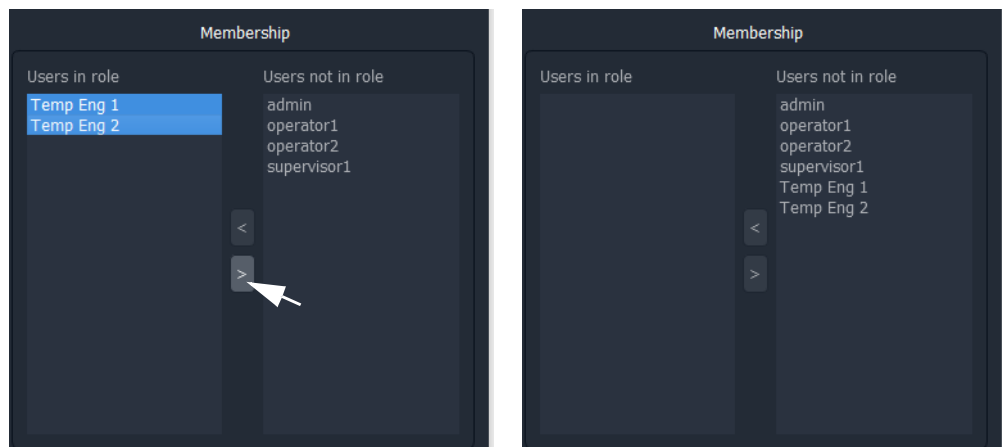 Membership
Users in role
Users not in role
Temp Eng 1
Temp Eng 2
admin
operator1
operator2
supervisor1
<
>
Membership
Users in role
Users not in role
admin
operator1
operator2
supervisor1
Temp Eng 1
Temp Eng 2
<
>